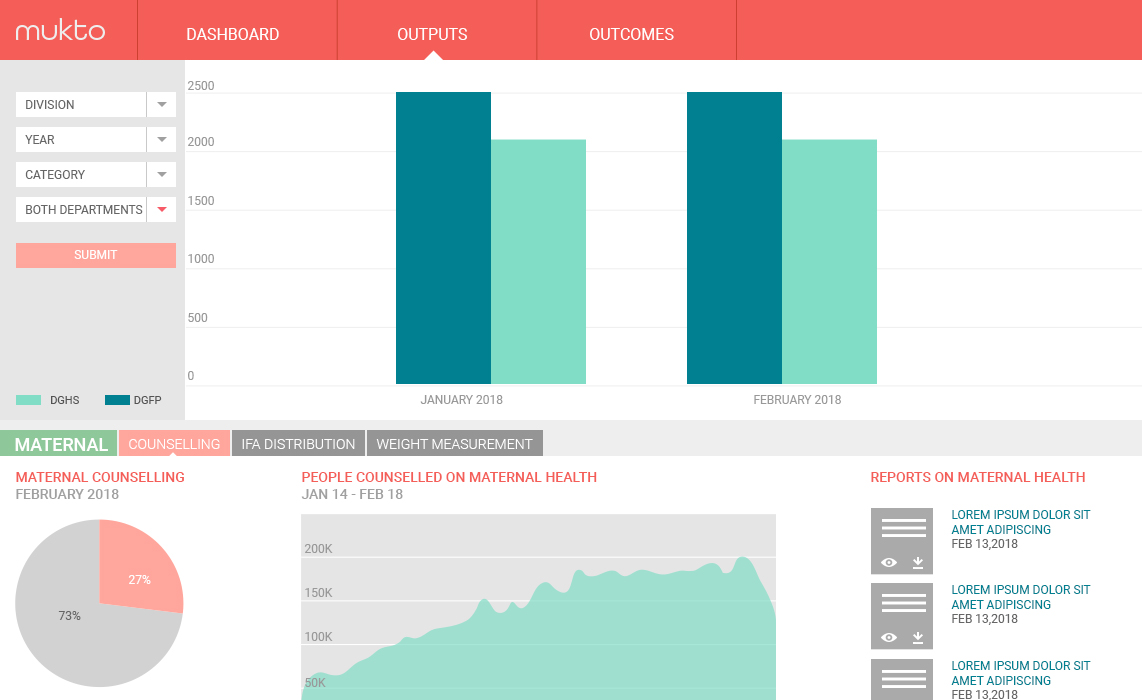 mukto
DASHBOARD
OUTPUTS
OUTCOMES
DIVISION
YEAR
CATEGORY
BOTH DEPARTMENTS
SUBMIT
DGHS
DGFP
2500
2000
1500
1000
500
0
JANUARY 2018
FEBRUARY 2018
MATERNAL
COUNSELLING
IFA DISTRIBUTION
WEIGHT MEASUREMENT
MATERNAL COUNSELLING
FEBRUARY 2018
27%
73%
PEOPLE COUNSELLED ON MATERNAL HEALTH
JAN 14 - FEB 18
200K
150K
100K
50K
REPORTS ON MATERNAL HEALTH
LOREM IPSUM DOLOR SIT
AMET ADIPISCING
FEB 13,2018
LOREM IPSUM DOLOR SIT
AMET ADIPISCING
FEB 13,2018
LOREM IPSUM DOLOR SIT
AMET ADIPISCING
FEB 13,2018